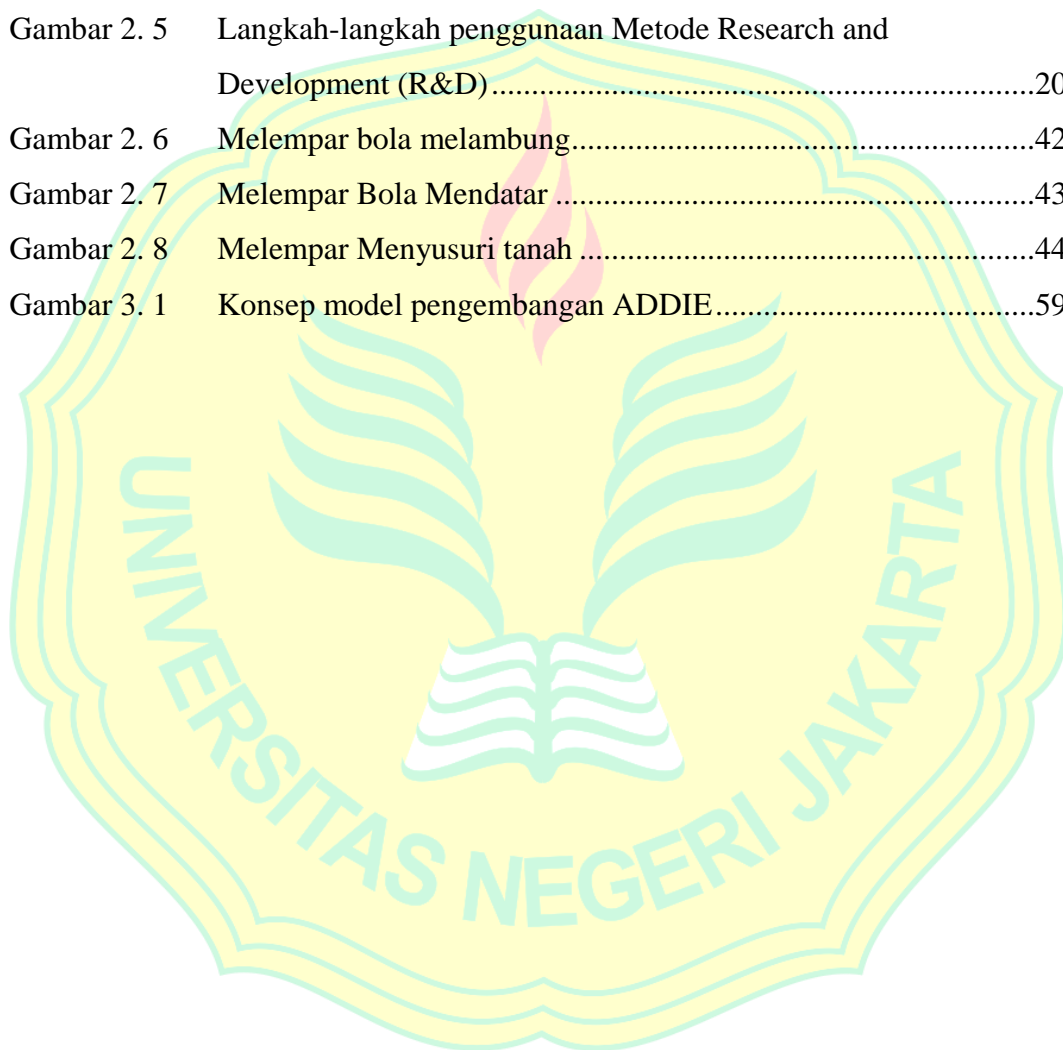 Gambar 2. 5 Langkah-langkah penggunaan Metode Research and
Development (R&D)......................................................................20
Gambar 2. 6 Melempar bola melambung............................................................42
Gambar 2. 7 Melempar Bola Mendatar ..............................................................43
Gambar 2. 8 Melempar Menyusuri tanah ...........................................................44
Gambar 3. 1 Konsep model pengembangan ADDIE.........................................59
UNIVERSITAS NEGERI JAKARTA